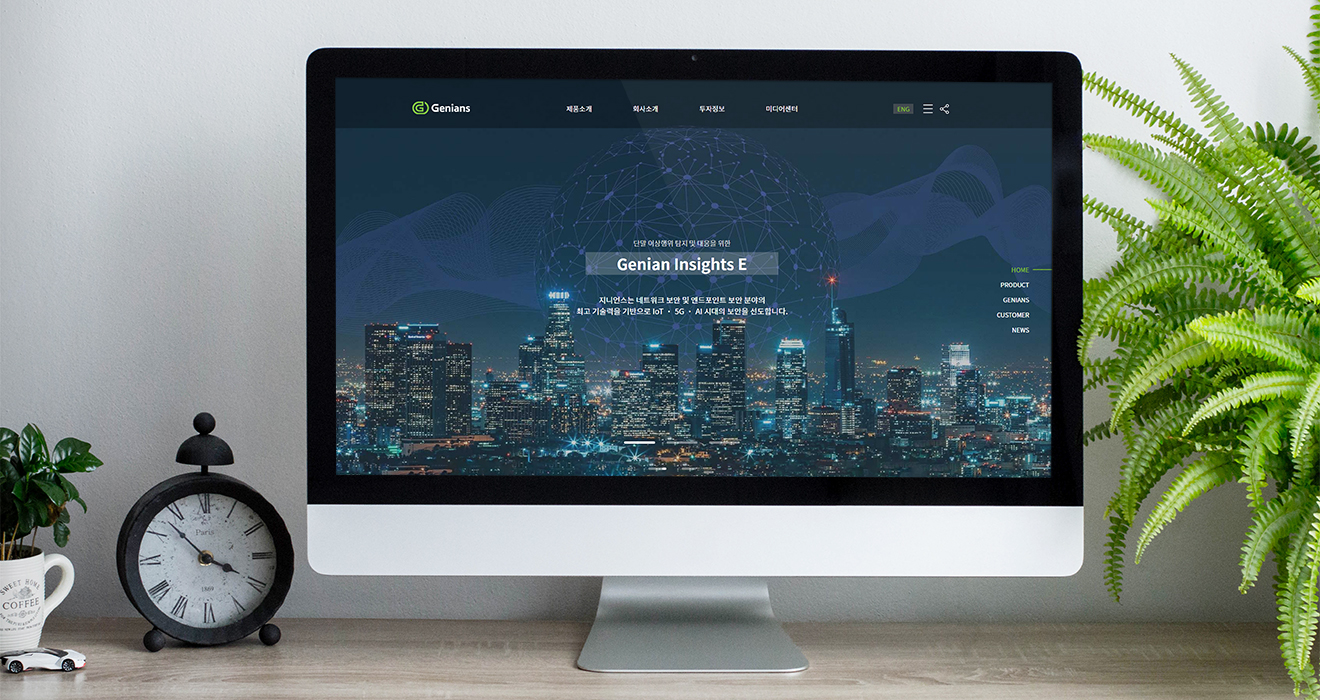 Genians
제품소개 회사소개 투자정보 미디어센터
ENG
단말 이상행위 탐지 및 대응을 위한
Genian Insights E
지니언스는 네트워크 보안 및 엔드포인트 보안 분야의
최고 기술력을 기반으로 IoT · 5G · AI 시대의 보안을 선도합니다.
HOME
PRODUCT
GENIANS
CUSTOMER
NEWS
Paris
1869
SWEET HOME
COFFEE